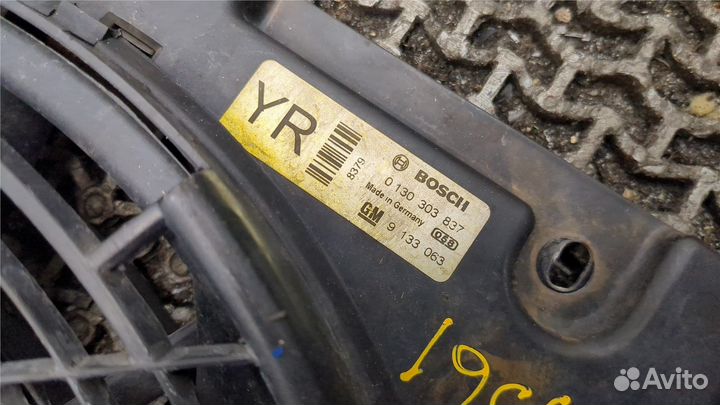 YR
8379
BOSCH
0 130 303 837
Made in Germany
GM 9 133 063
Avito